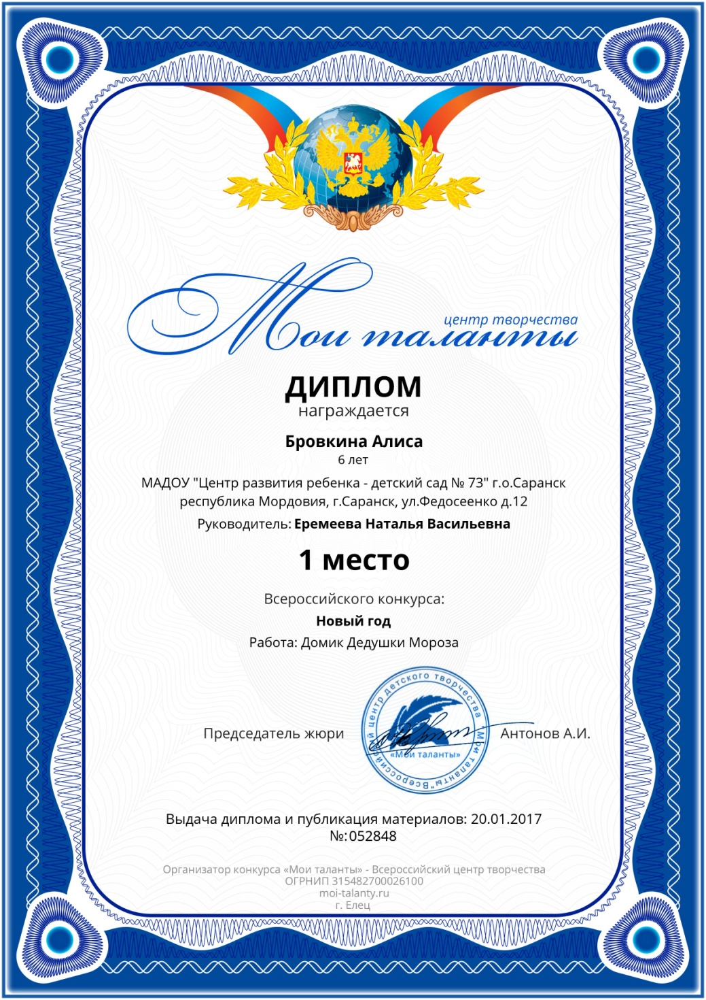 центр творчества
Мои таланты
ДИПЛОМ
награждается
Бровкина Алиса
6 лет
МАДОУ "Центр развития ребенка - детский сад № 73" г.о.Саранск
республика Мордовия, г.Саранск, ул.Федосеенко д.12
Руководитель: Еремеева Наталья Васильевна
1 место
Всероссийского конкурса:
Новый год
Работа: Домик Дедушки Мороза
Председатель жюри
Всероссийский центр детского творчества "Мои таланты"
«Мои таланты»
Антонов А.И.
Выдача диплома и публикация материалов: 20.01.2017
№:052848
Организатор конкурса «Мои таланты» - Всероссийский центр творчества
ОГРНИП 315482700026100
moi-talanty.ru
г. Елец